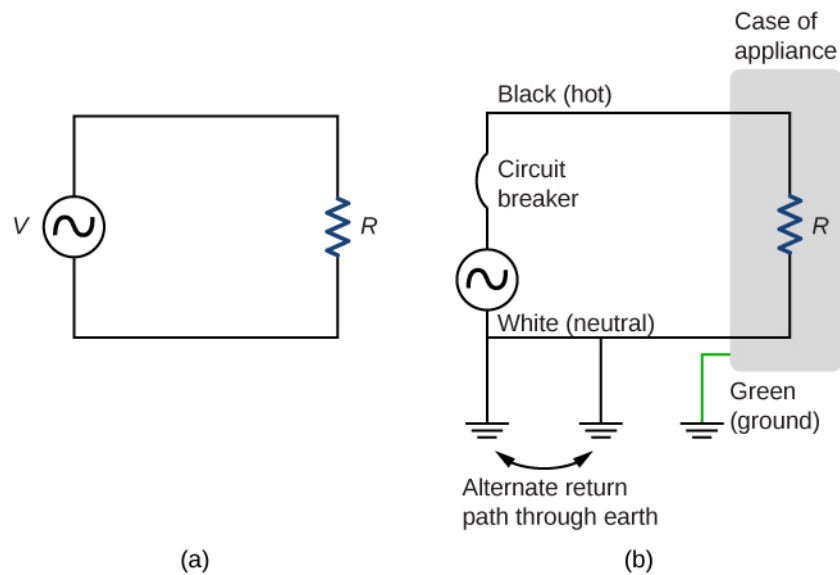 V
R
(a)
Case of
appliance
Black (hot)
Circuit
breaker
R
White (neutral)
Green
(ground)
Alternate return
path through earth
(b)